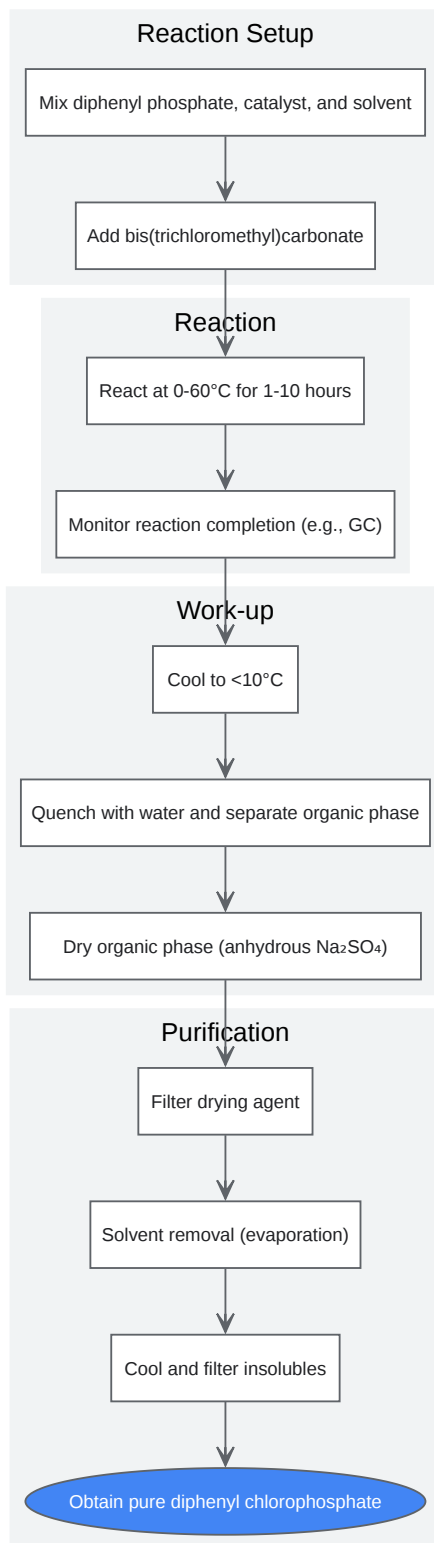 Reaction Setup
Mix diphenyl phosphate, catalyst, and solvent
Add bis(trichloromethyl)carbonate
Reaction
React at 0-60°C for 1-10 hours
Monitor reaction completion (e.g., GC)
Work-up
Cool to <10°C
Quench with water and separate organic phase
Dry organic phase (anhydrous Na₂SO₄)
Purification
Filter drying agent
Solvent removal (evaporation)
Cool and filter insolubles
Obtain pure diphenyl chlorophosphate